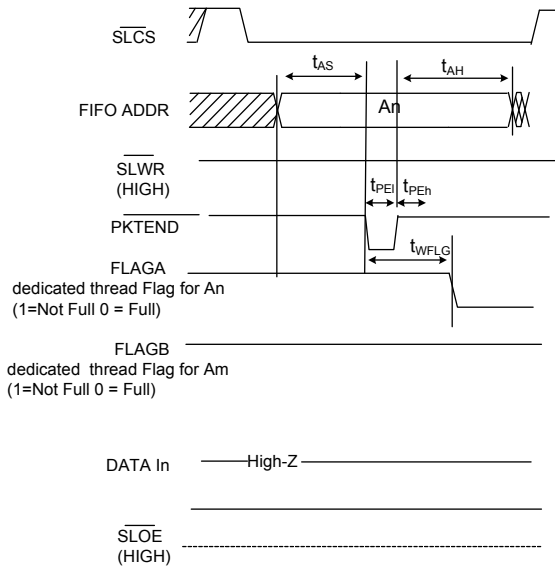 SLCS
tAS
tAH
FIFO ADDR
An
SLWR
(HIGH)
tPEI
tPEh
PKTEND
tWFLG
FLAGA
dedicated thread Flag for An
(1=Not Full 0 = Full)
FLAGB
dedicated thread Flag for Am
(1=Not Full 0 = Full)
DATA In
High-Z
SLOE
(HIGH)